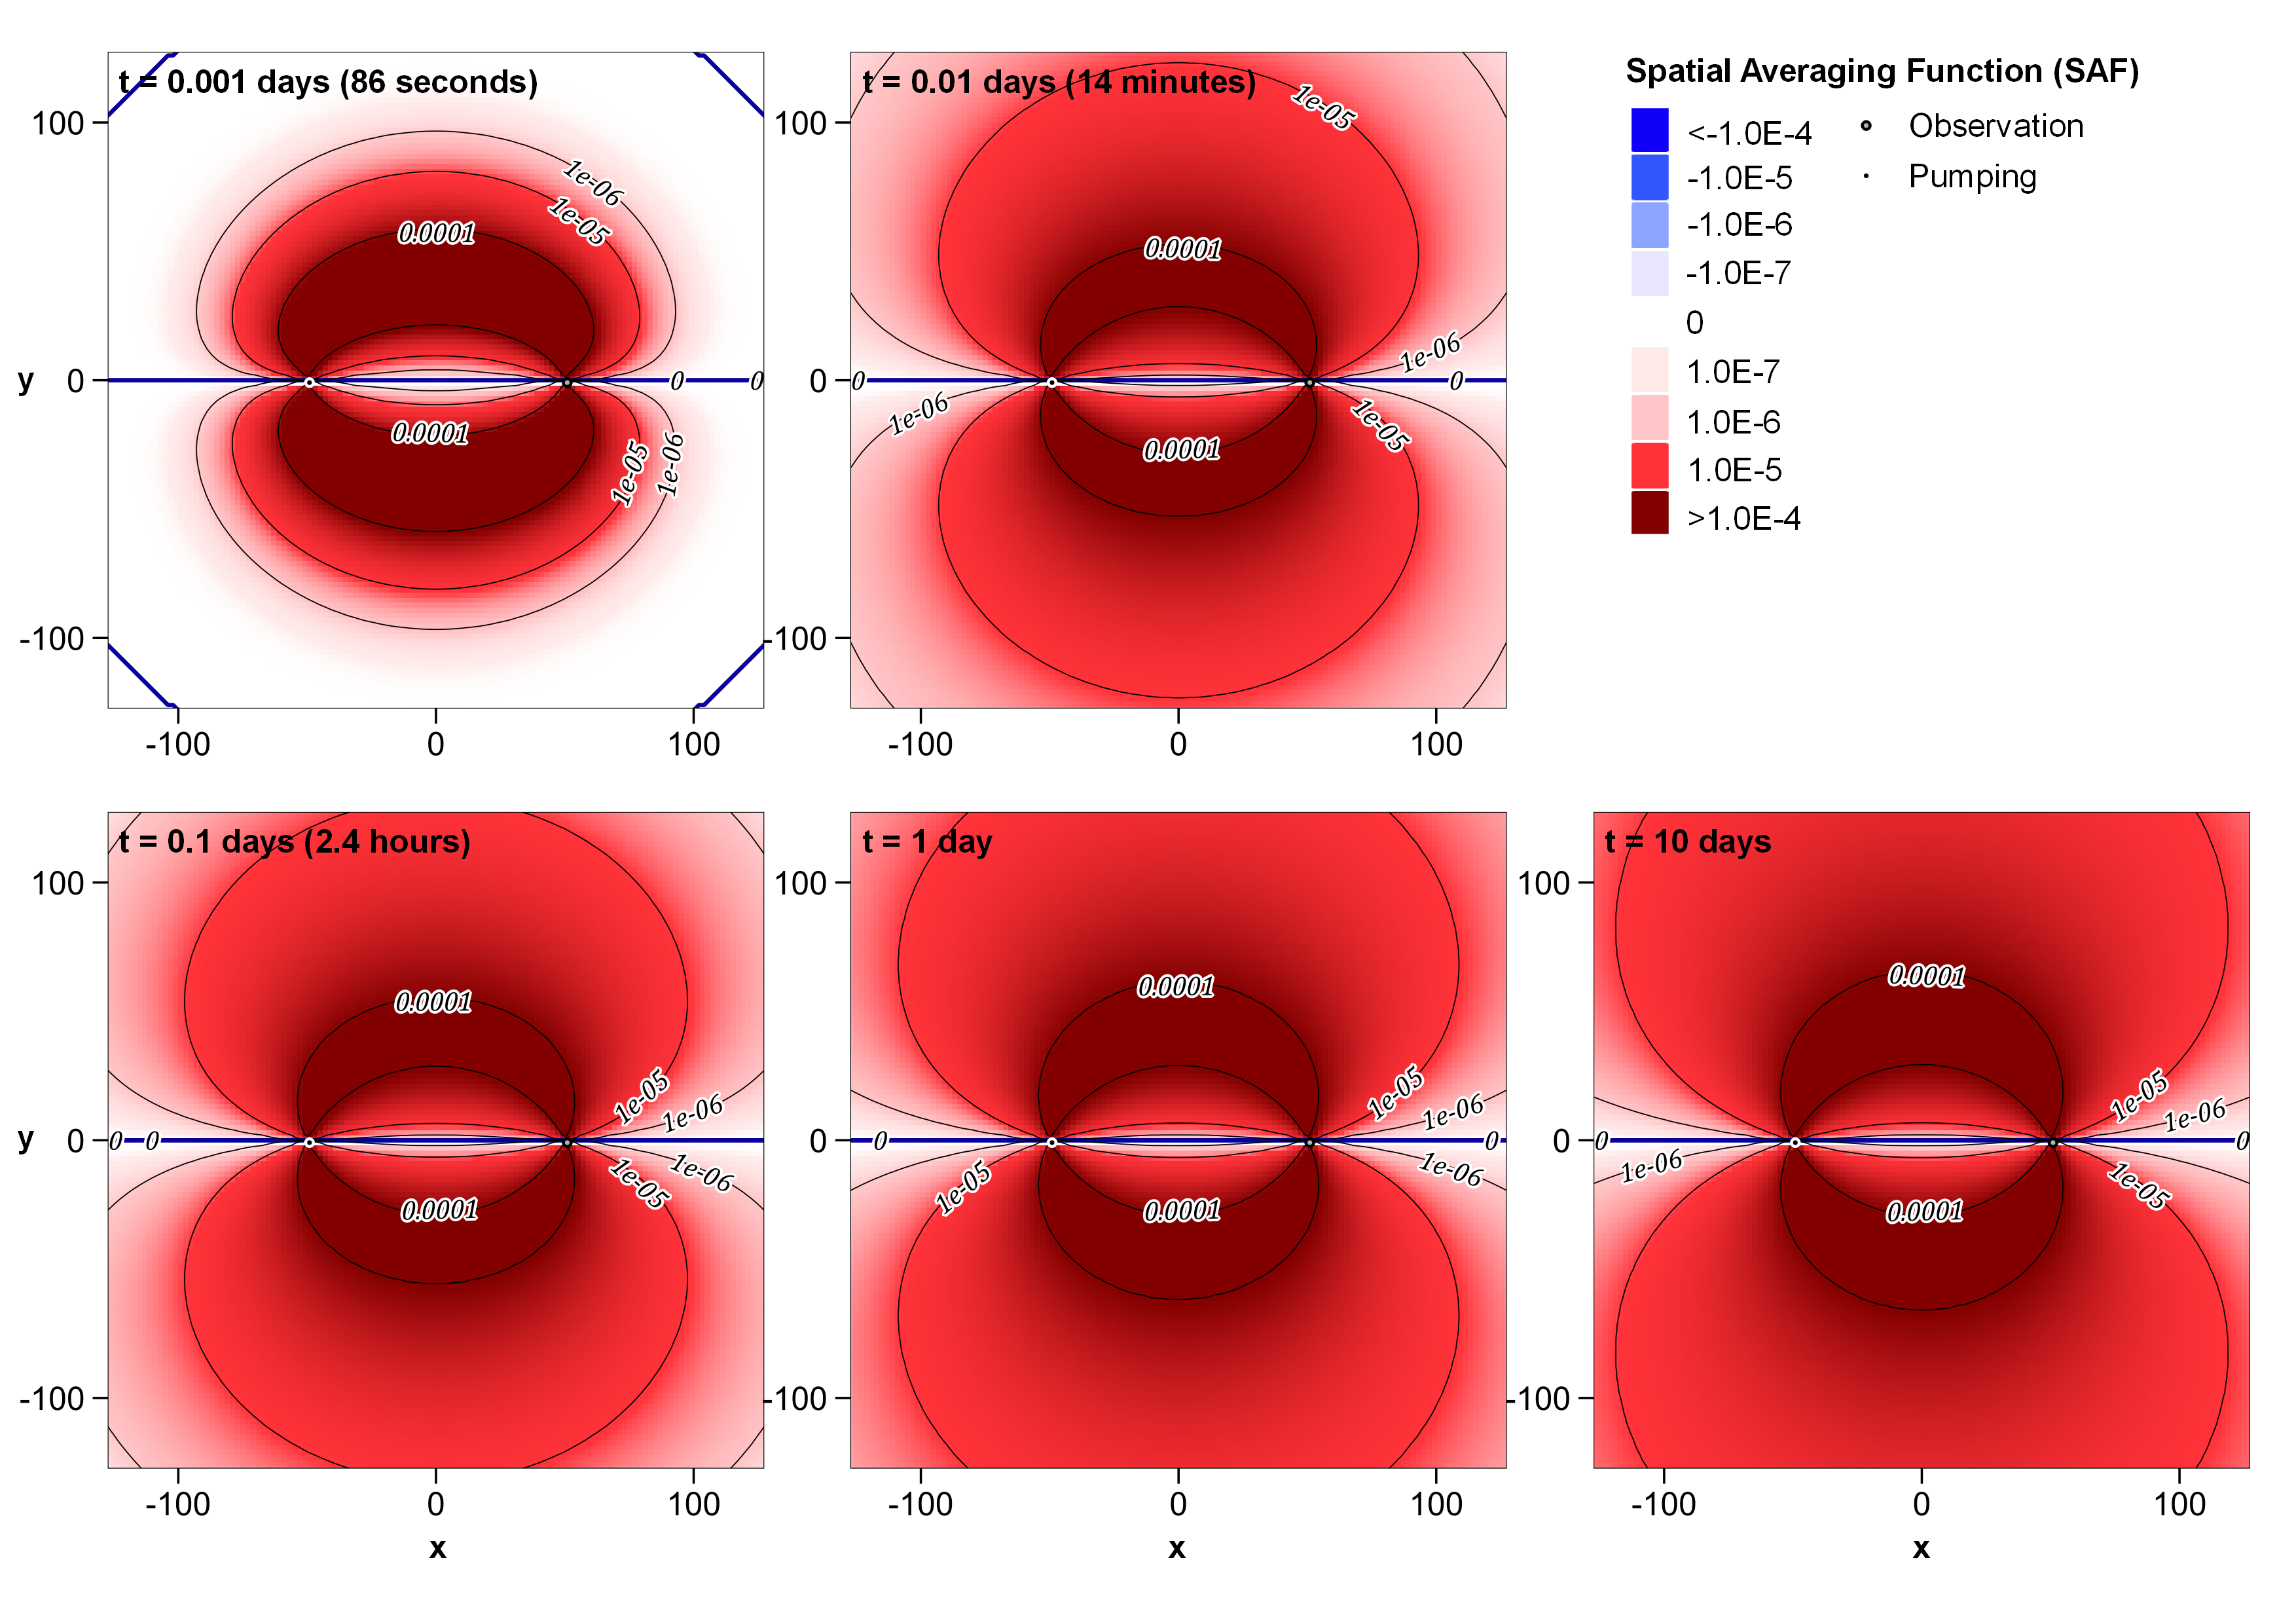 t = 0.001 days (86 seconds)
100
y 0
-100
-100 0 100
1e-06
1e-05
0.0001
0 0
0.0001
1e-05
1e-06
t = 0.01 days (14 minutes)
100
0
-100
-100 0 100
1e-05
0.0001
1e-06
0 0
1e-06
1e-05
0.0001
Spatial Averaging Function (SAF)
<-1.0E-4
-1.0E-5
-1.0E-6
-1.0E-7
0
1.0E-7
1.0E-6
1.0E-5
>1.0E-4
Observation
Pumping
t = 0.1 days (2.4 hours)
100
y 0
-100
-100 0 100
x
0.0001
1e-05
1e-06
0 0
1e-06
1e-05
0.0001
t = 1 day
100
0
-100
-100 0 100
x
0.0001
1e-05
1e-06
0 0
1e-06
1e-05
0.0001
t = 10 days
100
0
-100
-100 0 100
x
0.0001
1e-05
1e-06
0 0
1e-06
1e-05
0.0001